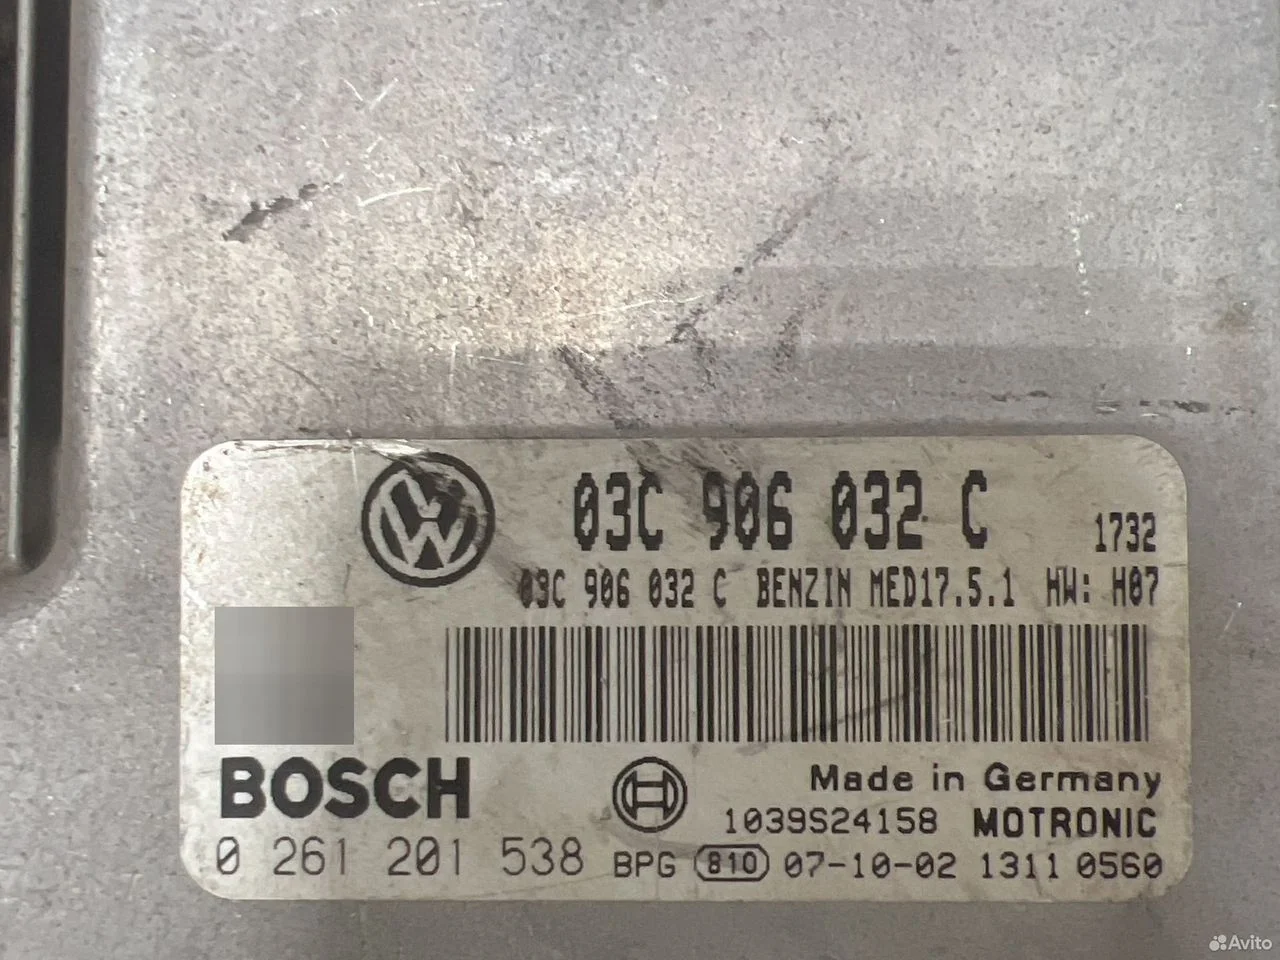 03C 906 032 C 1732
03C 906 032 C BENZIN MED17.5.1 HW: H07
BOSCH
Made in Germany
1039S24158 MOTRONIC
0 261 201 538 BPG 810 07-10-02 1311 0560
Avito